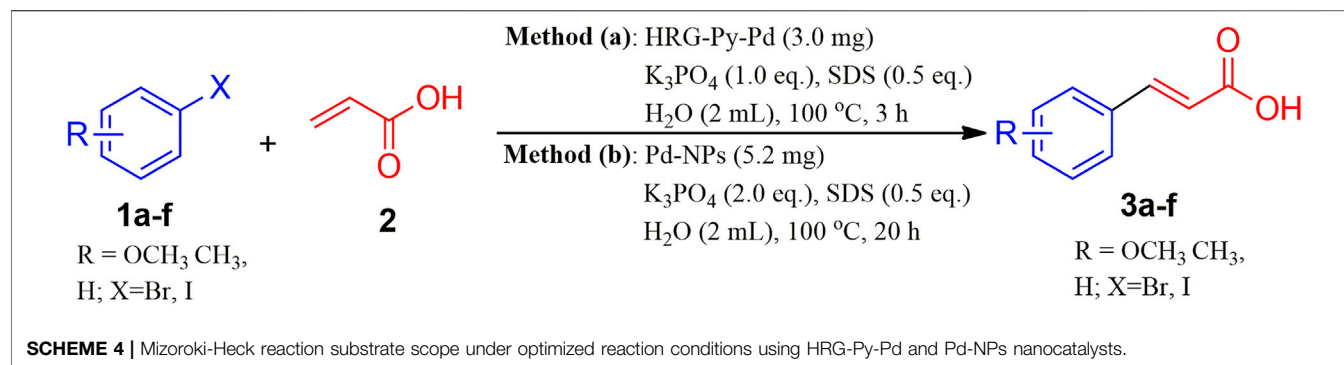 Method (a): HRG-Py-Pd (3.0 mg)
K₃PO₄ (1.0 eq.), SDS (0.5 eq.)
H₂O (2 mL), 100 °C, 3 h
Method (b): Pd-NPs (5.2 mg)
K₃PO₄ (2.0 eq.), SDS (0.5 eq.)
H₂O (2 mL), 100 °C, 20 h
R
X
1a-f
R = OCH₃ CH₃,
H; X=Br, I
+
OH
O
2
O
OH
R
3a-f
R = OCH₃ CH₃,
H; X=Br, I
SCHEME 4 | Mizoroki-Heck reaction substrate scope under optimized reaction conditions using HRG-Py-Pd and Pd-NPs nanocatalysts.